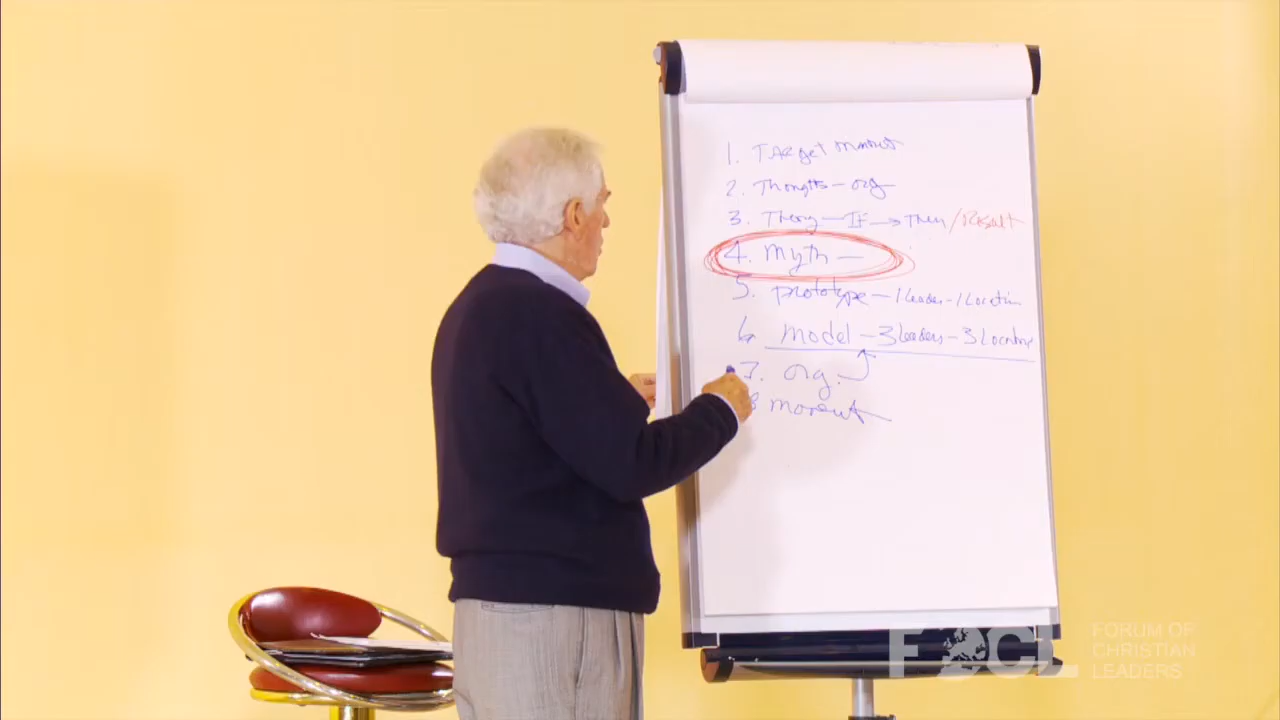 1. TARget market
2. Thoughts - org
3. Theory - IF → Then / Result
4. Myth -
5. prototype - 1 Leader - 1 Location
6. model - 3 Leaders - 3 Locations
7. org.
8 movement
FOCL
FORUM OF
CHRISTIAN
LEADERS